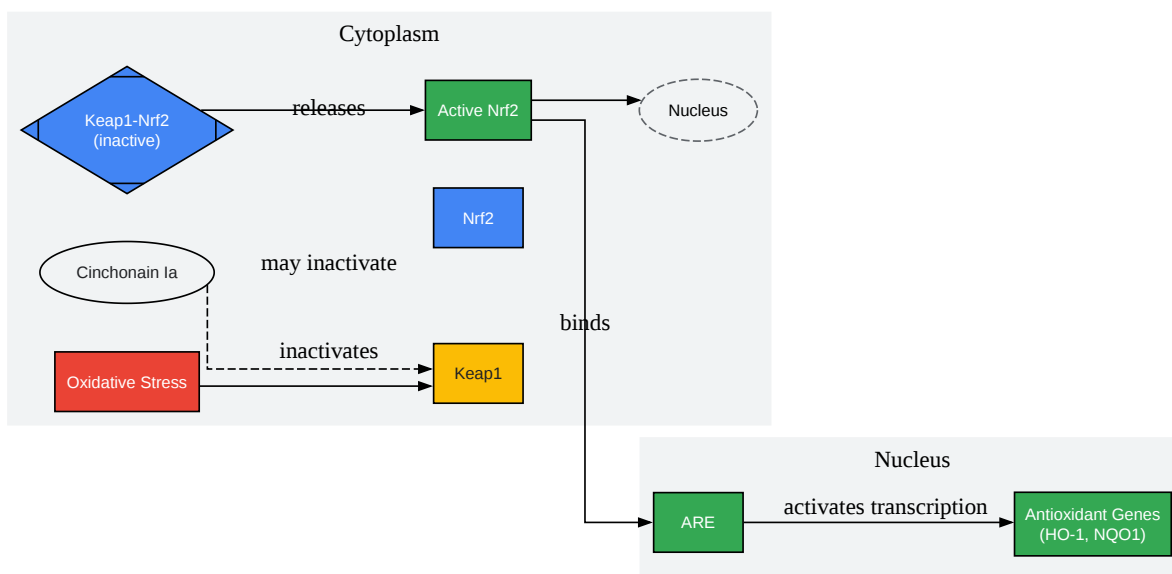 Cytoplasm
Keap1-Nrf2
(inactive)
releases
Active Nrf2
Nucleus
Nrf2
Cinchonain Ia
may inactivate
binds
inactivates
Oxidative Stress
Keap1
Nucleus
ARE
activates transcription
Antioxidant Genes
(HO-1, NQO1)